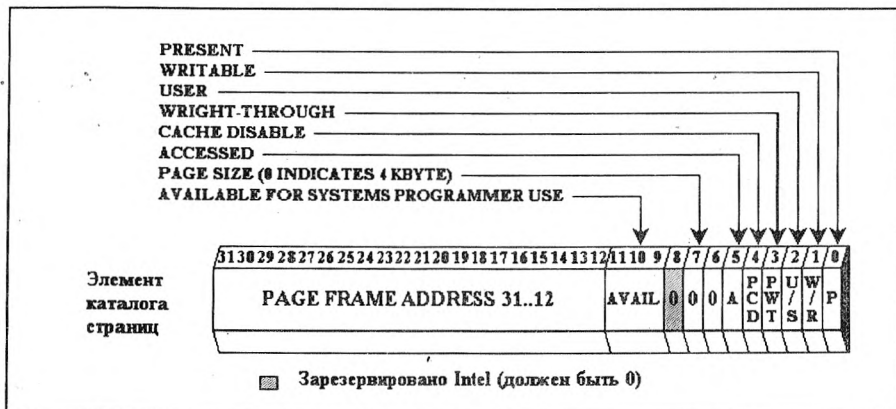 PRESENT
WRITABLE
USER
WRIGHT-THROUGH
CACHE DISABLE
ACCESSED
PAGE SIZE (0 INDICATES 4 KBYTE)
AVAILABLE FOR SYSTEMS PROGRAMMER USE
31 30 29 28 27 26 25 24 23 22 21 20 19 18 17 16 15 14 13 12 11 10 9 8 7 6 5 4 3 2 1 0
Элемент каталога страниц
PAGE FRAME ADDRESS 31..12 AVAIL 0 0 0 A PCD PWT U/S W/R P
Зарезервировано Intel (должен быть 0)